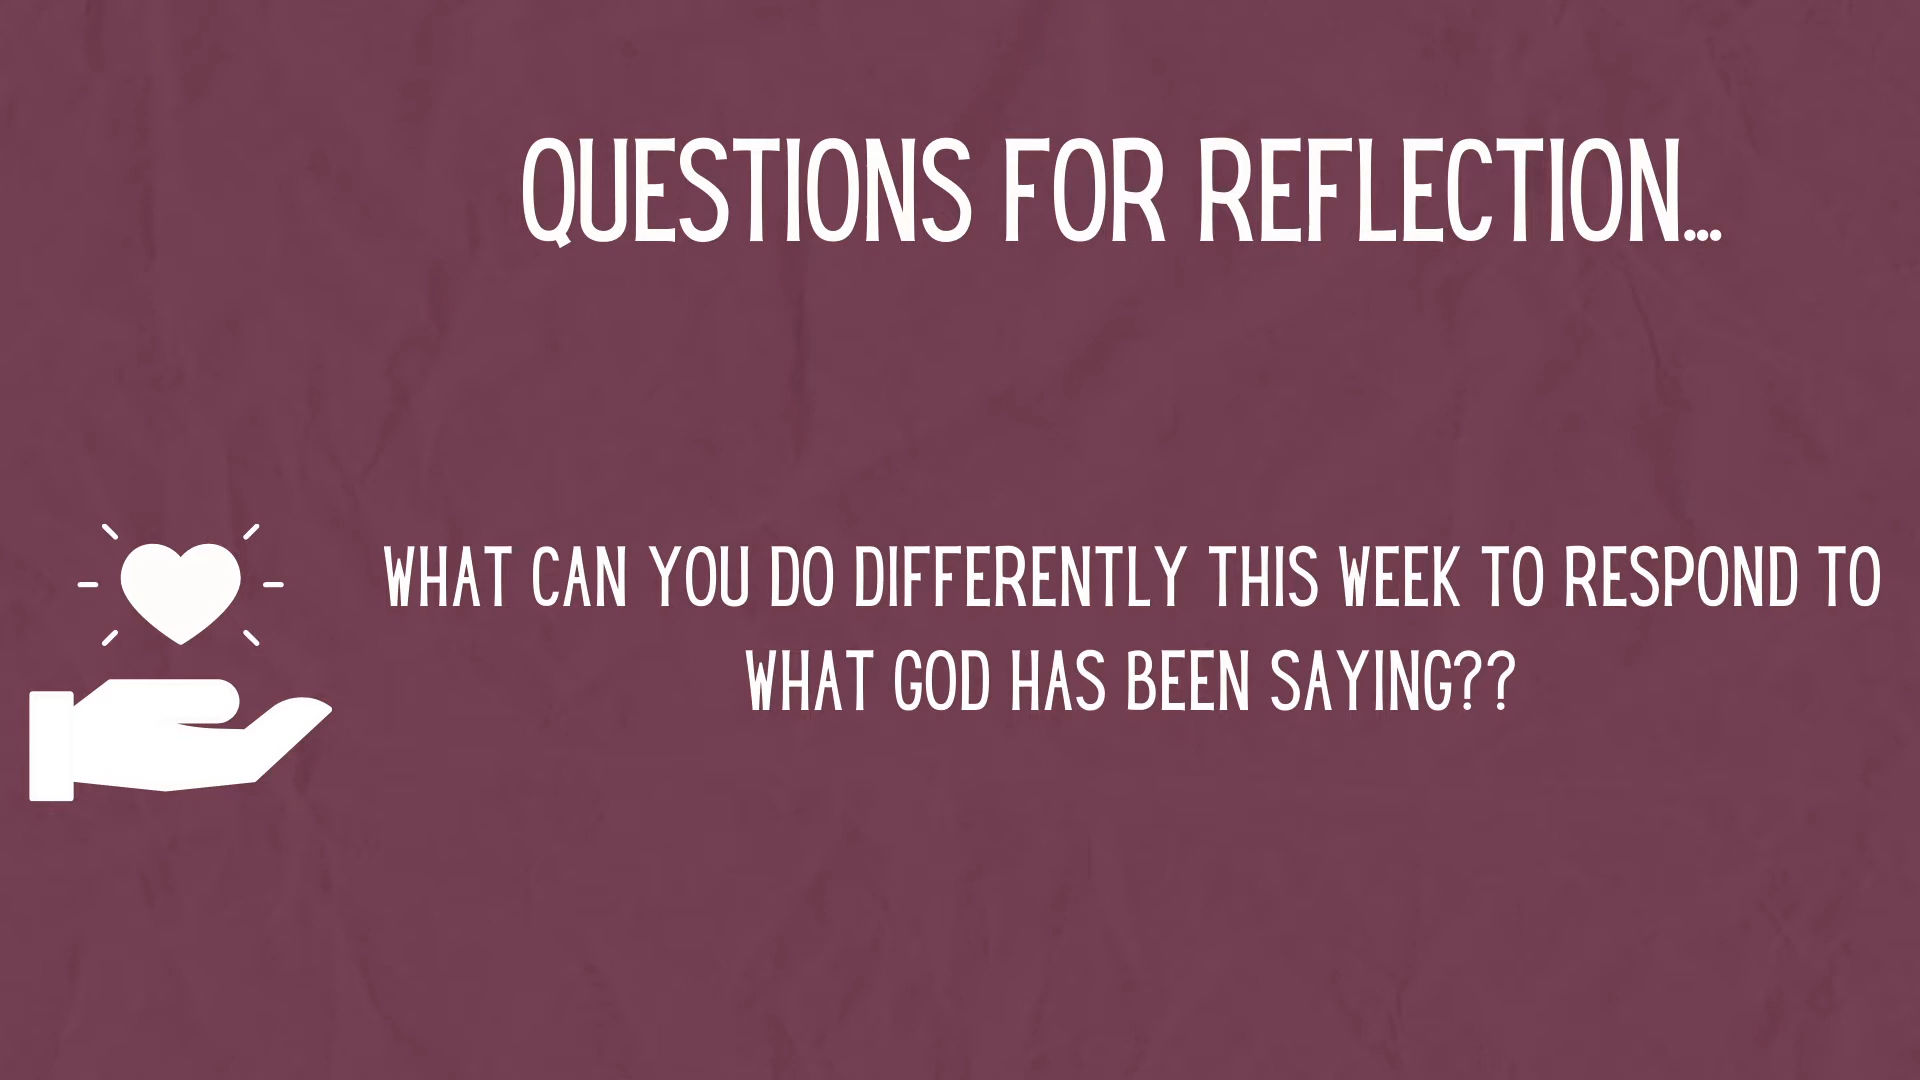 QUESTIONS FOR REFLECTION...
WHAT CAN YOU DO DIFFERENTLY THIS WEEK TO RESPOND TO
WHAT GOD HAS BEEN SAYING??